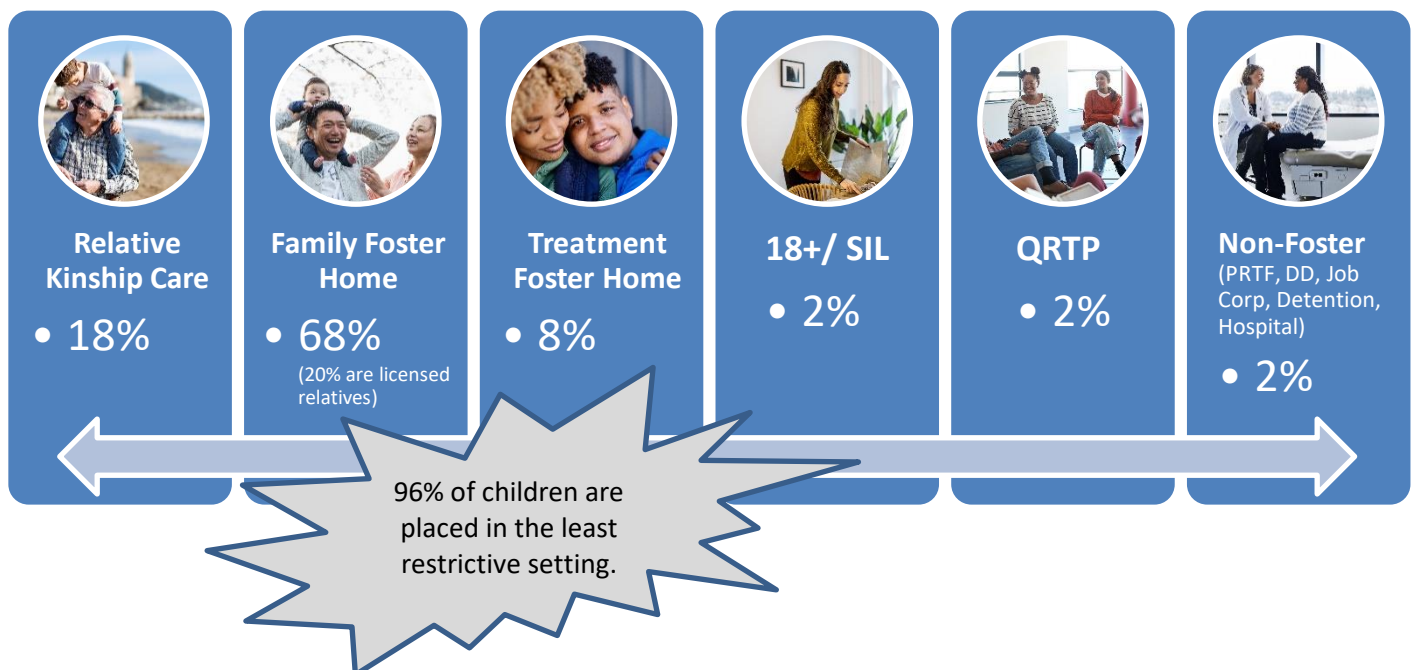 Relative
Kinship Care
• 18%
Family Foster
Home
• 68%
(20% are licensed
relatives)
Treatment
Foster Home
• 8%
18+/ SIL
• 2%
QRTP
• 2%
Non-Foster
(PRTF, DD, Job
Corp, Detention,
Hospital)
• 2%
96% of children are
placed in the least
restrictive setting.